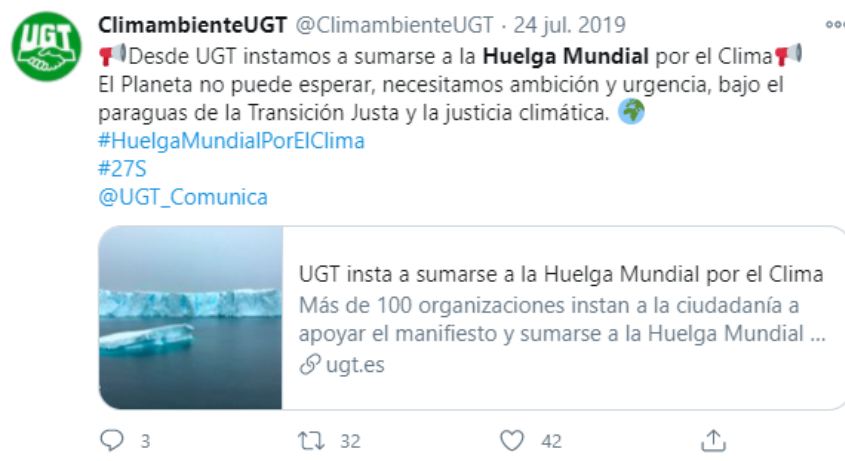 UGT
ClimambienteUGT @ClimambienteUGT · 24 jul. 2019
Desde UGT instamos a sumarse a la Huelga Mundial por el Clima
El Planeta no puede esperar, necesitamos ambición y urgencia, bajo el
paraguas de la Transición Justa y la justicia climática.
#HuelgaMundialPorElClima
#27S
@UGT_Comunica
UGT insta a sumarse a la Huelga Mundial por el Clima
Más de 100 organizaciones instan a la ciudadanía a
apoyar el manifiesto y sumarse a la Huelga Mundial ...
ugt.es
3 32 42